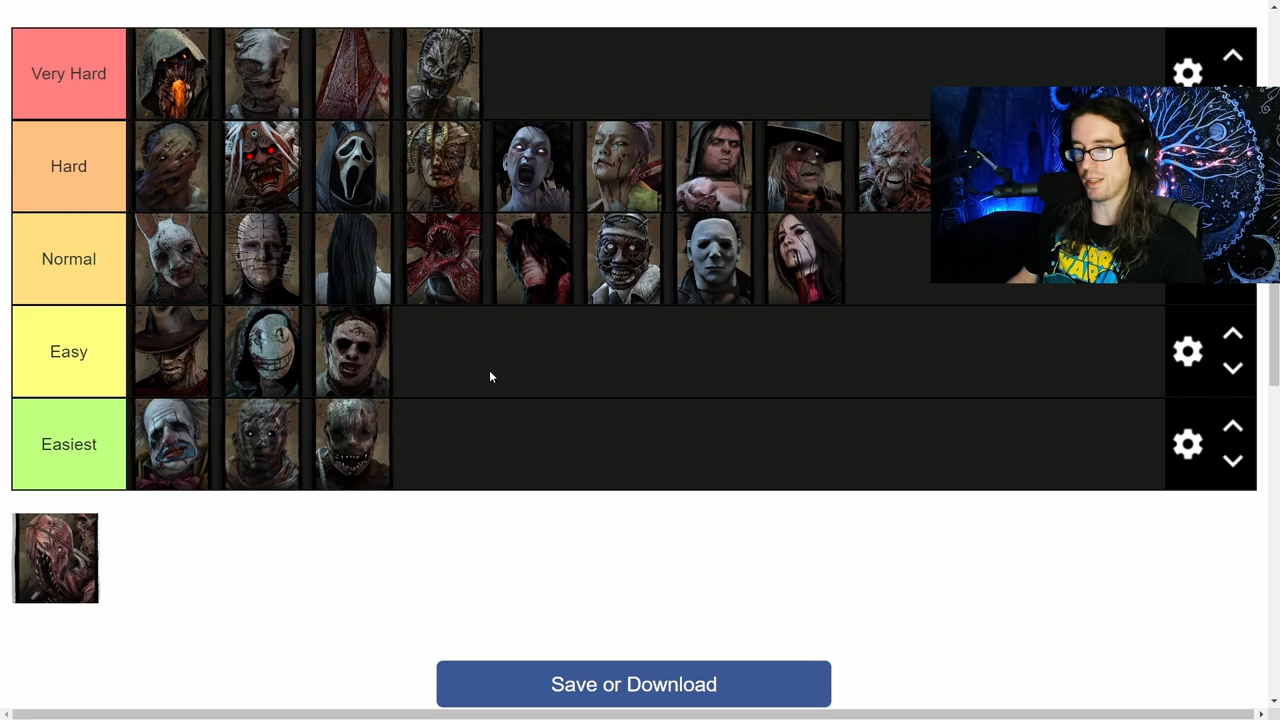 Very Hard
Hard
Normal
Easy
Easiest
Save or Download